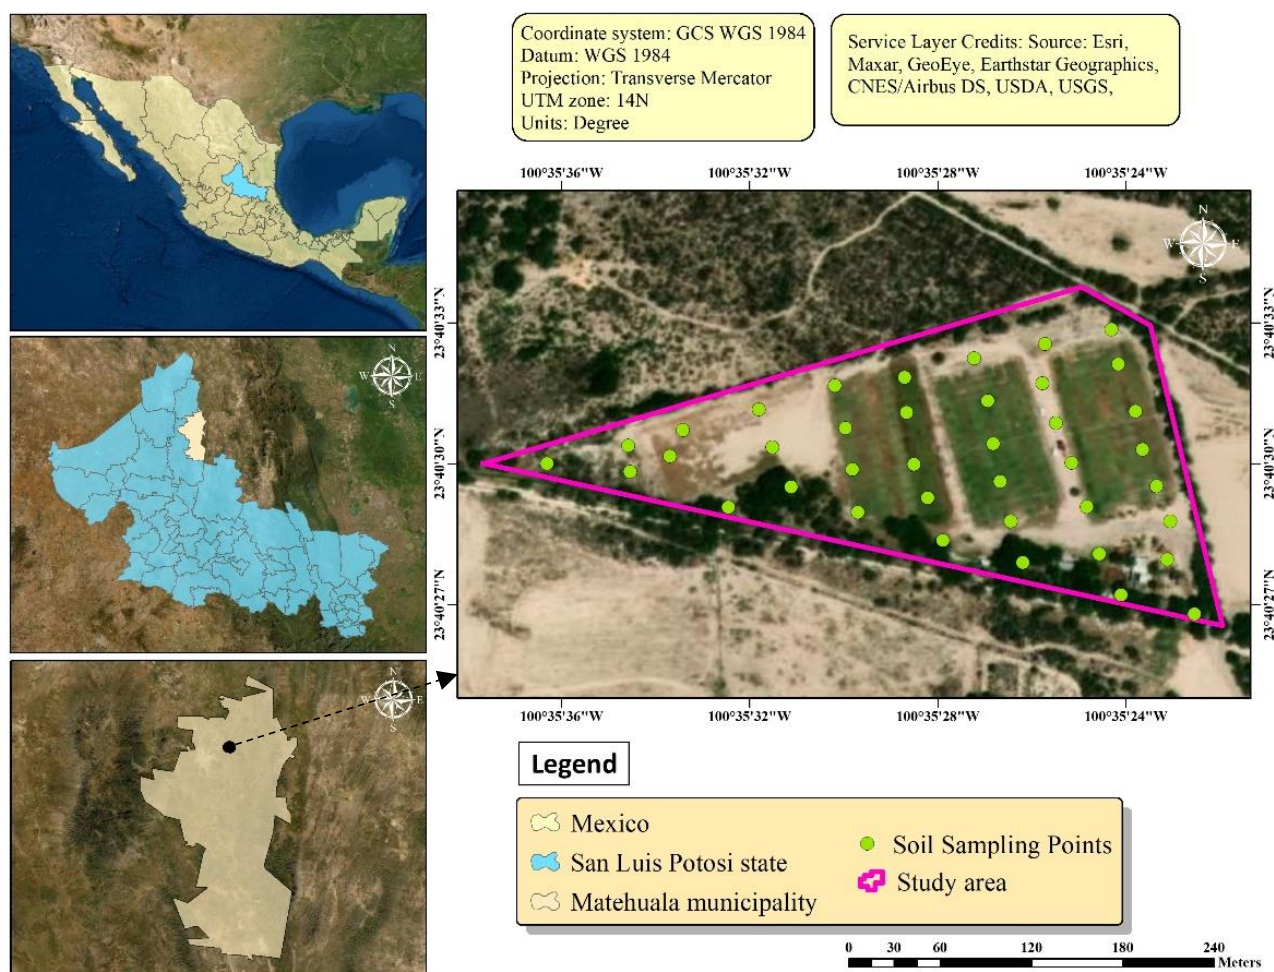 Coordinate system: GCS WGS 1984
Datum: WGS 1984
Projection: Transverse Mercator
UTM zone: 14N
Units: Degree
Service Layer Credits: Source: Esri,
Maxar, GeoEye, Earthstar Geographics,
CNES/Airbus DS, USDA, USGS,
100°35'36"W 100°35'32"W 100°35'28"W 100°35'24"W
N
W E
S
23°40'33"N 23°40'33"N
23°40'30"N 23°40'30"N
23°40'27"N 23°40'27"N
100°35'36"W 100°35'32"W 100°35'28"W 100°35'24"W
N
W E
S
N
W E
S
Legend
Mexico
San Luis Potosi state
Matehuala municipality
Soil Sampling Points
Study area
0 30 60 120 180 240
Meters